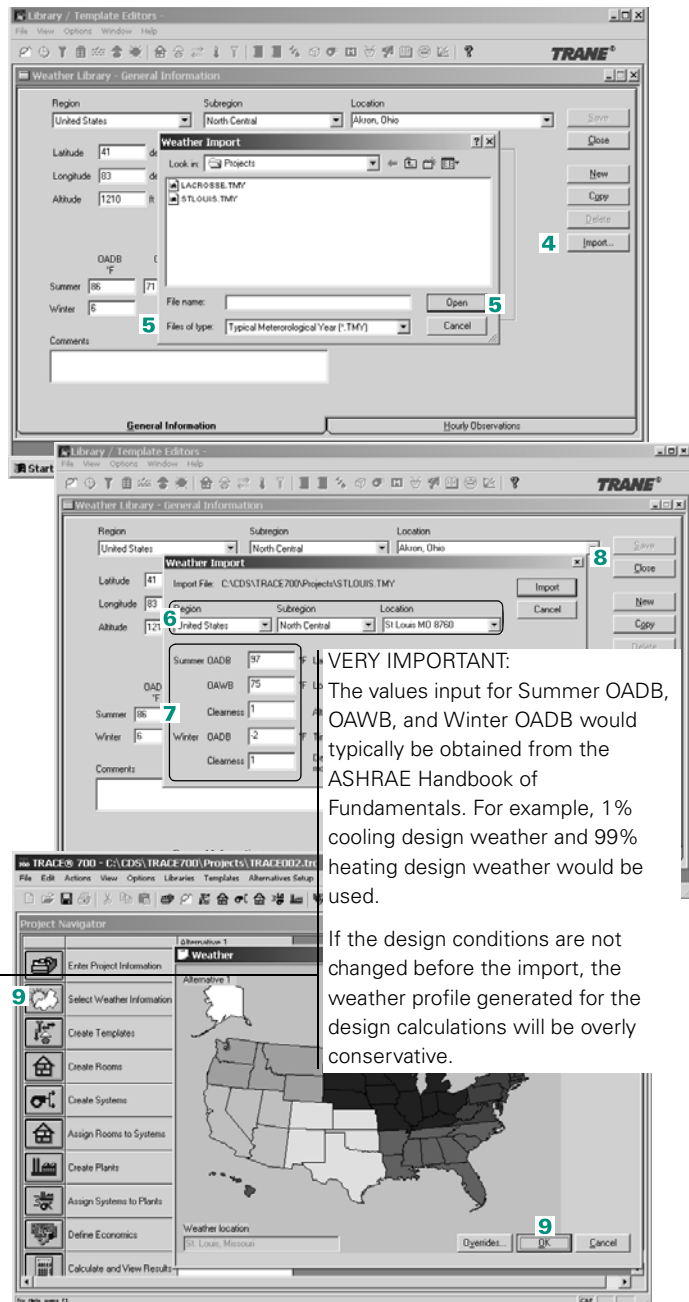 Library / Template Editors -
File View Options Window Help
TRANE®
Weather Library - General Information
Region Subregion Location
United States North Central Akron, Ohio
Save
Close
New
Copy
Delete
4 Import...
Latitude 41 de
Longitude 83 de
Altitude 1210 ft
OADB
°F
Summer 86 71
Winter 6
Comments
Weather Import
Look in: Projects
LACROSSE.TMY
STLOUIS.TMY
File name: Open 5
5 Files of type: Typical Meterorological Year (*.TMY) Cancel
General Information Hourly Observations
Start
Library / Template Editors -
File View Options Window Help
TRANE®
Weather Library - General Information
Region Subregion Location
United States North Central Akron, Ohio
8
Save
Close
New
Copy
Delete
Latitude 41
Longitude 83
Altitude 121
OAD
°F
Summer 86
Winter 6
Comments
Weather Import
Import File: C:\CDS\TRACE700\Projects\STLOUIS.TMY Import
Cancel
6 Region Subregion Location
United States North Central St Louis MO 8760
7
Summer OADB 97 °F
OAWB 75 °F
Clearness 1
Winter OADB -2 °F
Clearness 1
VERY IMPORTANT:
The values input for Summer OADB,
OAWB, and Winter OADB would
typically be obtained from the
ASHRAE Handbook of
Fundamentals. For example, 1%
cooling design weather and 99%
heating design weather would be
used.
If the design conditions are not
changed before the import, the
weather profile generated for the
design calculations will be overly
conservative.
TRACE® 700 - C:\CDS\TRACE700\Projects\TRACE002.trc
File Edit Actions View Options Libraries Templates Alternatives Setup
Project Navigator
Alternative 1
Enter Project Information
9 Select Weather Information
Create Templates
Create Rooms
Create Systems
Assign Rooms to Systems
Create Plants
Assign Systems to Plants
Define Economics
Calculate and View Results
Weather
Alternative 1
Weather location
St. Louis, Missouri
9
Overrides... OK Cancel
For Help, press F1
CAP